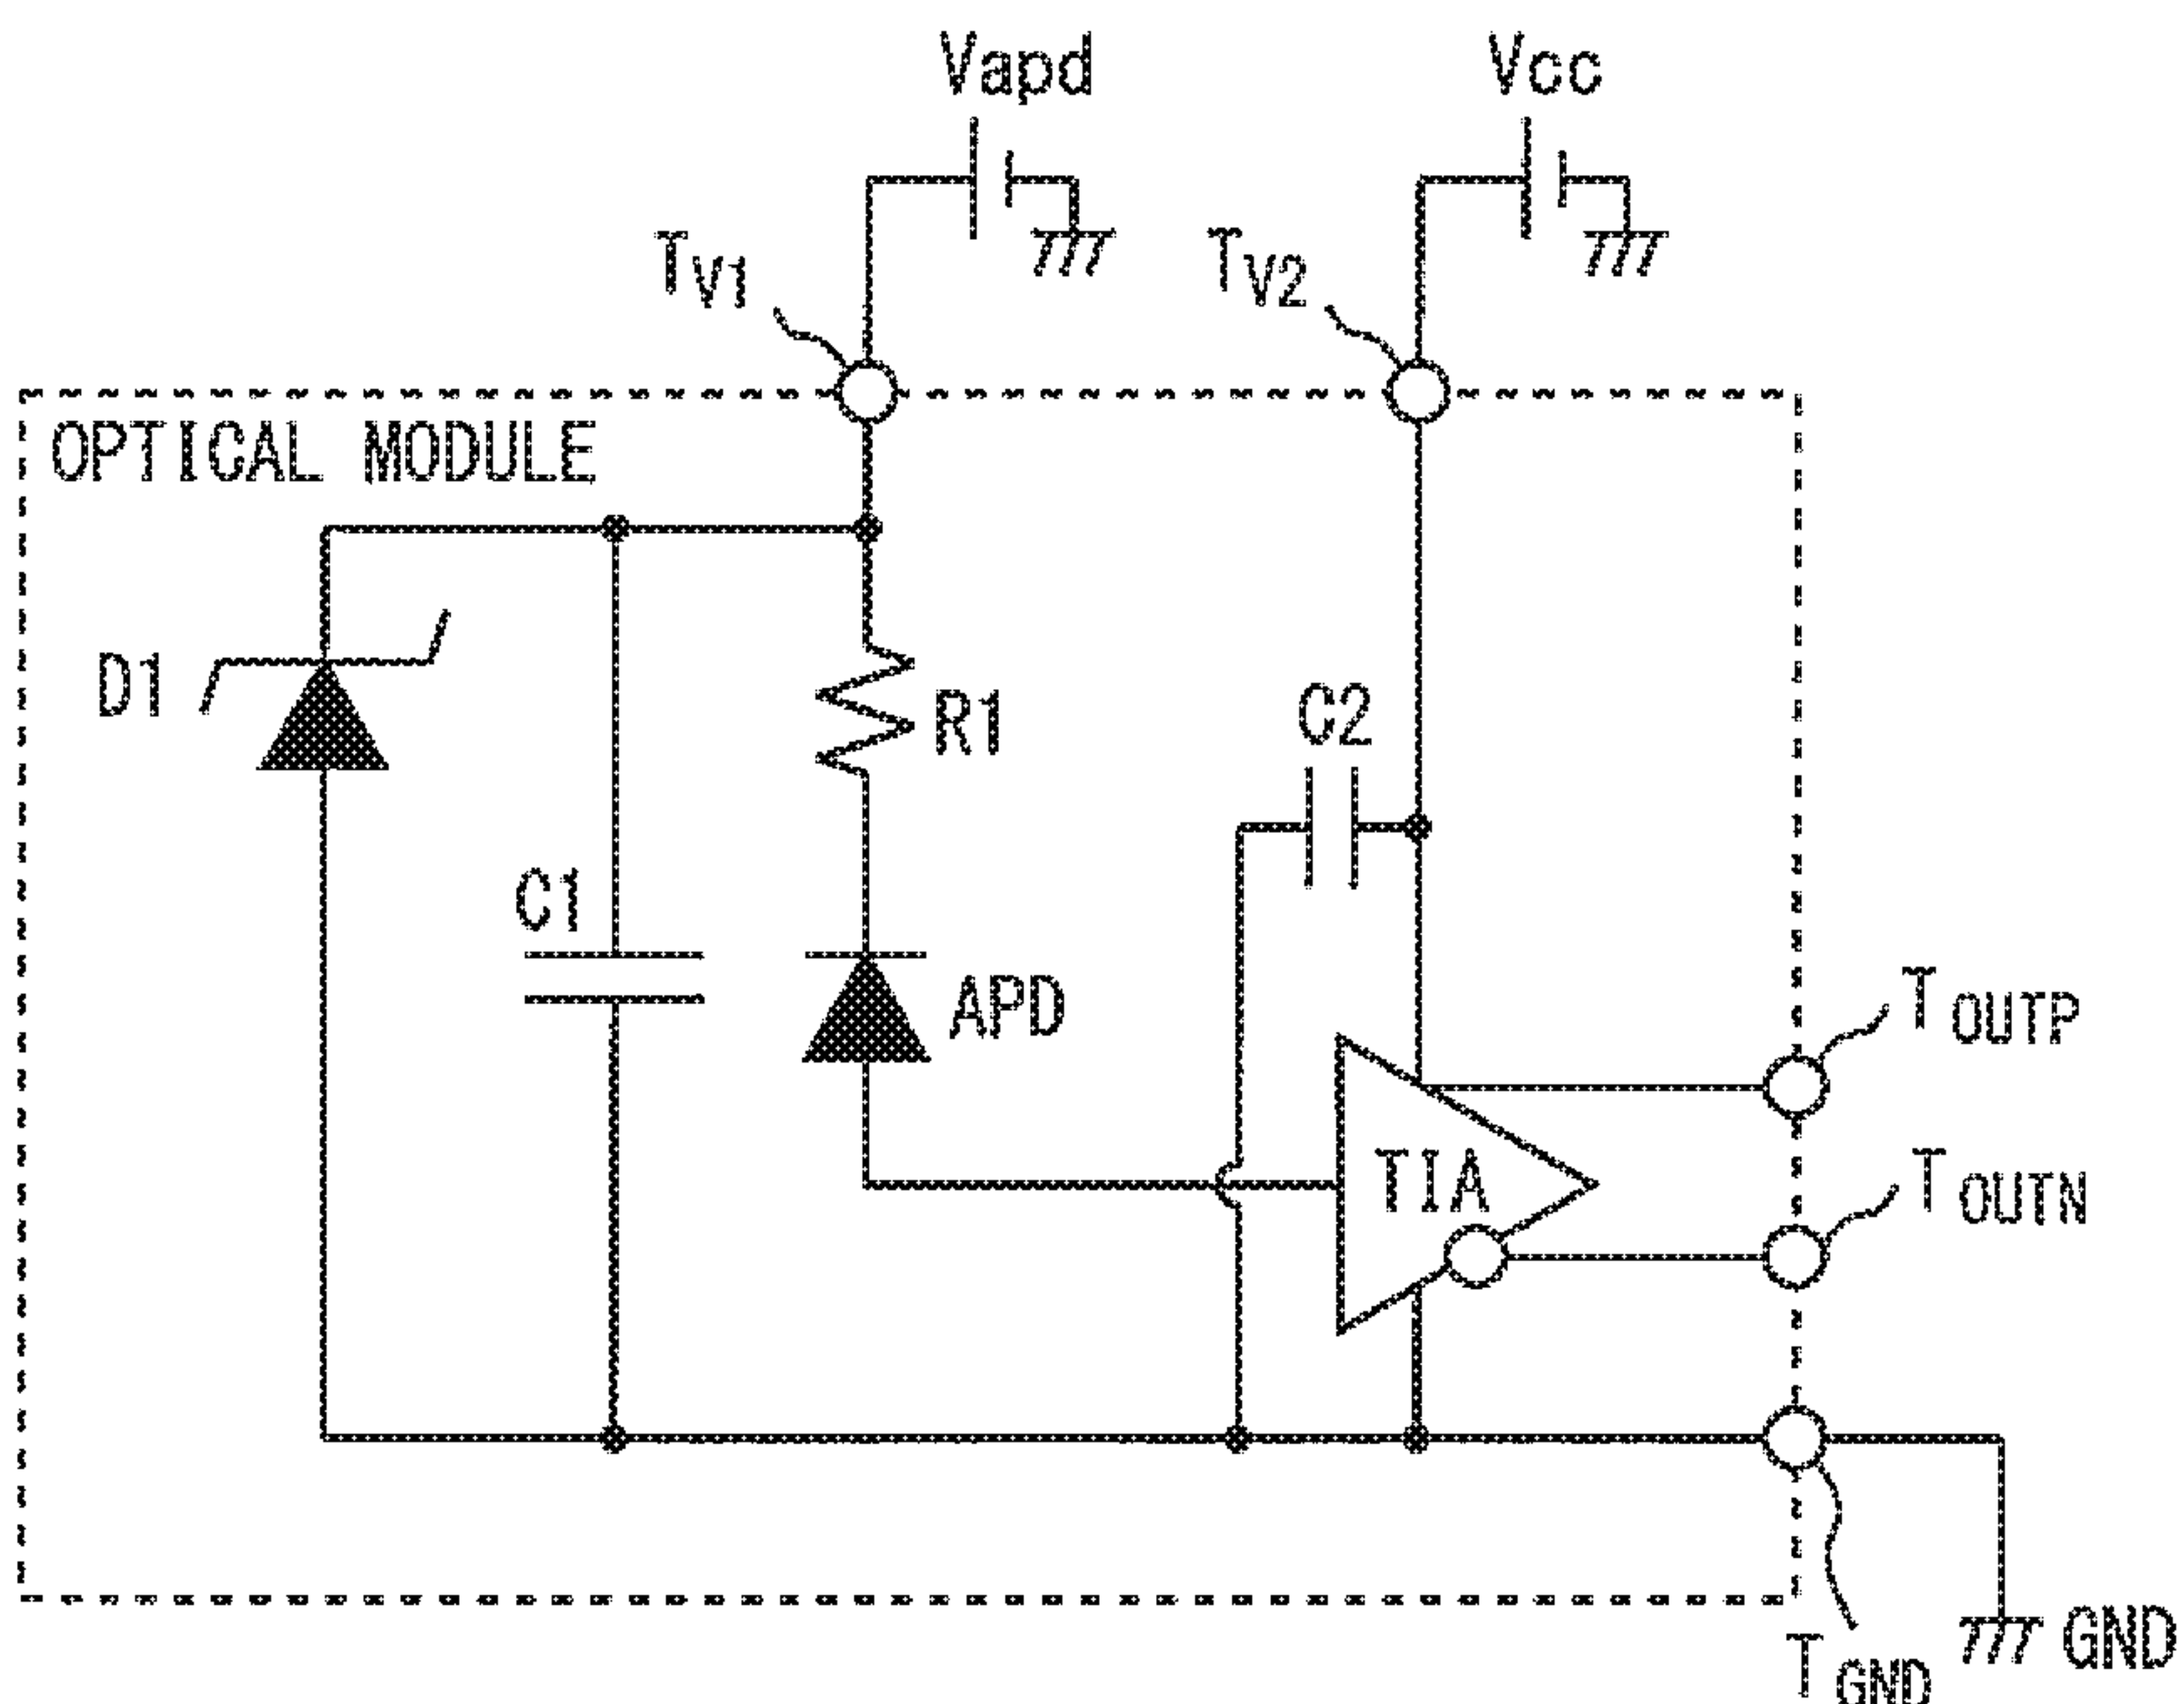 Vapd
Vcc
TV1
TV2
OPTICAL MODULE
D1
R1
C2
C1
APD
TOUTP
TIA
TOUTN
TGND
GND